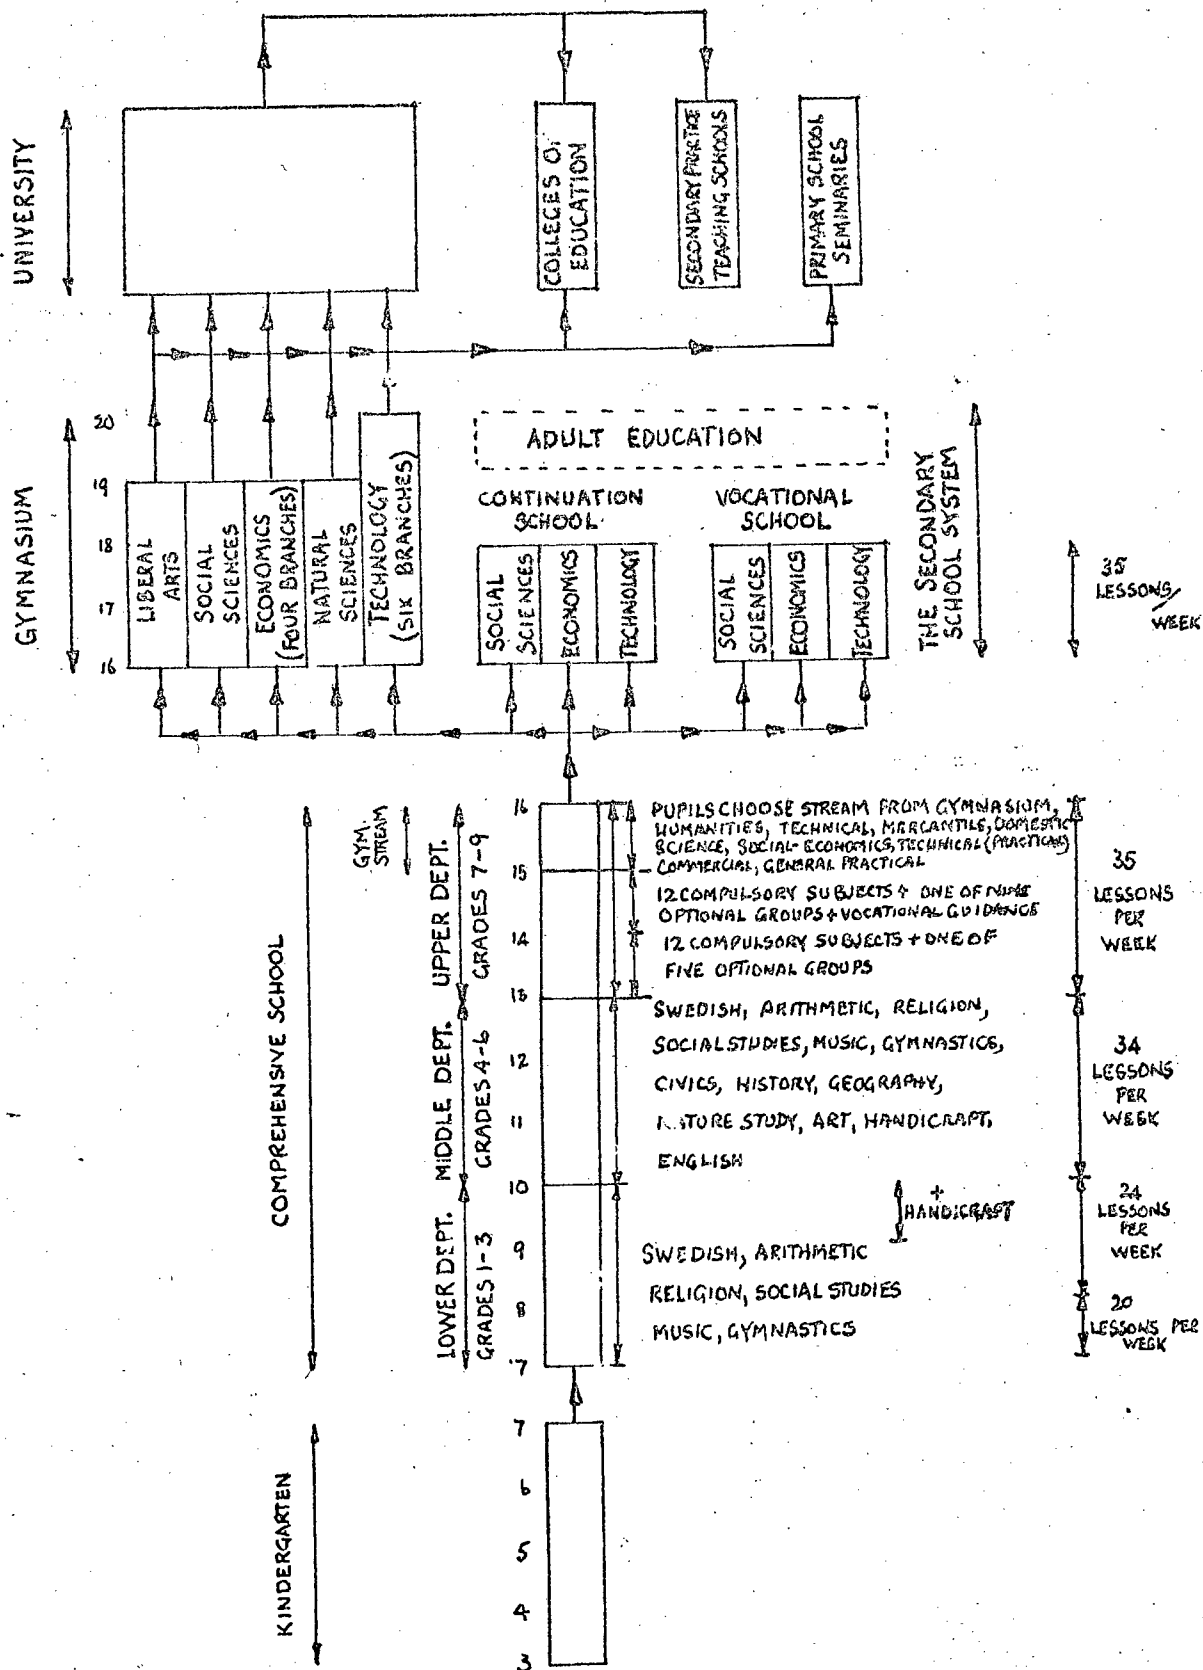 UNIVERSITY
COLLEGES O.
EDUCATION
SECONDARY PRACTICE
TEACHING SCHOOLS
PRIMARY SCHOOL
SEMINARIES
GYMNASIUM
20
19
18
17
16
LIBERAL
ARTS
SOCIAL
SCIENCES
ECONOMICS
(FOUR BRANCHES)
NATURAL
SCIENCES
TECHNOLOGY
(SIX BRANCHES)
ADULT EDUCATION
CONTINUATION
SCHOOL
SOCIAL
SCIENCES
ECONOMICS
TECHNOLOGY
VOCATIONAL
SCHOOL
SOCIAL
SCIENCES
ECONOMICS
TECHNOLOGY
THE SECONDARY
SCHOOL SYSTEM
35
LESSONS/
WEEK
COMPREHENSIVE SCHOOL
GYM.
STREAM
UPPER DEPT.
GRADES 7-9
MIDDLE DEPT.
GRADES 4-6
LOWER DEPT.
GRADES 1-3
16
15
14
13
12
11
10
9
8
7
PUPILS CHOOSE STREAM FROM GYMNASIUM,
HUMANITIES, TECHNICAL, MERCANTILE, DOMESTIC
SCIENCE, SOCIAL-ECONOMICS, TECHNICAL (PRACTICAL)
COMMERCIAL, GENERAL PRACTICAL
12 COMPULSORY SUBJECTS + ONE OF NINE
OPTIONAL GROUPS + VOCATIONAL GUIDANCE
12 COMPULSORY SUBJECTS + ONE OF
FIVE OPTIONAL GROUPS
SWEDISH, ARITHMETIC, RELIGION,
SOCIAL STUDIES, MUSIC, GYMNASTICS,
CIVICS, HISTORY, GEOGRAPHY,
NATURE STUDY, ART, HANDICRAFT,
ENGLISH
+
HANDICRAFT
SWEDISH, ARITHMETIC
RELIGION, SOCIAL STUDIES
MUSIC, GYMNASTICS
35
LESSONS
PER
WEEK
34
LESSONS
PER
WEEK
24
LESSONS
PER
WEEK
20
LESSONS PER
WEEK
KINDERGARTEN
7
6
5
4
3